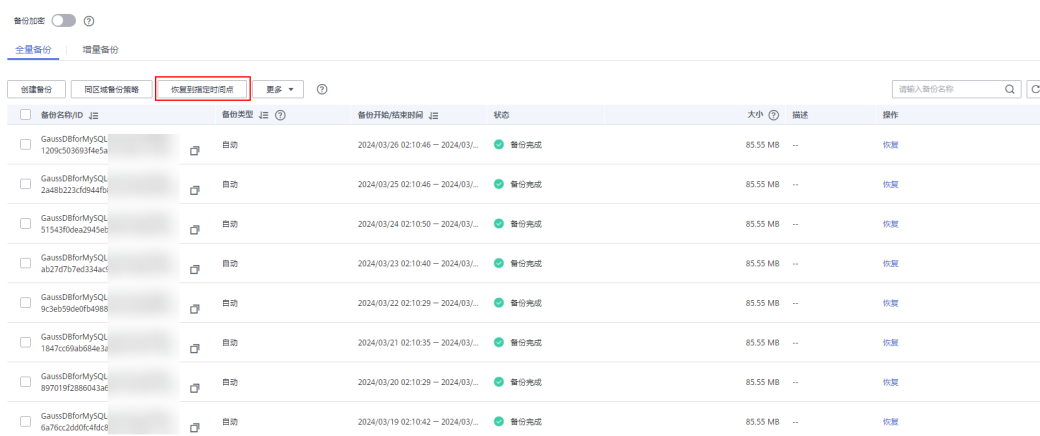 备份加密
全量备份 增量备份
创建备份 同区域备份策略 恢复到指定时间点 更多 请输入备份名称
备份名称/ID 备份类型 备份开始/结束时间 状态 大小 描述 操作
GaussDBforMySQL
1209c503693f4e5a 自动 2024/03/26 02:10:46 — 2024/03/... 备份完成 85.55 MB -- 恢复
GaussDBforMySQL
2a48b223cfd944fb 自动 2024/03/25 02:10:46 — 2024/03/... 备份完成 85.55 MB -- 恢复
GaussDBforMySQL
51543f0dea2945eb 自动 2024/03/24 02:10:50 — 2024/03/... 备份完成 85.55 MB -- 恢复
GaussDBforMySQL
ab27d7b7ed334ac 自动 2024/03/23 02:10:40 — 2024/03/... 备份完成 85.55 MB -- 恢复
GaussDBforMySQL
9c3eb59de0fb4988 自动 2024/03/22 02:10:29 — 2024/03/... 备份完成 85.55 MB -- 恢复
GaussDBforMySQL
1847cc69ab684e3a 自动 2024/03/21 02:10:35 — 2024/03/... 备份完成 85.55 MB -- 恢复
GaussDBforMySQL
897019f2886043a6 自动 2024/03/20 02:10:29 — 2024/03/... 备份完成 85.55 MB -- 恢复
GaussDBforMySQL
6a76cc2dd0fc4fdc8 自动 2024/03/19 02:10:42 — 2024/03/... 备份完成 85.55 MB -- 恢复